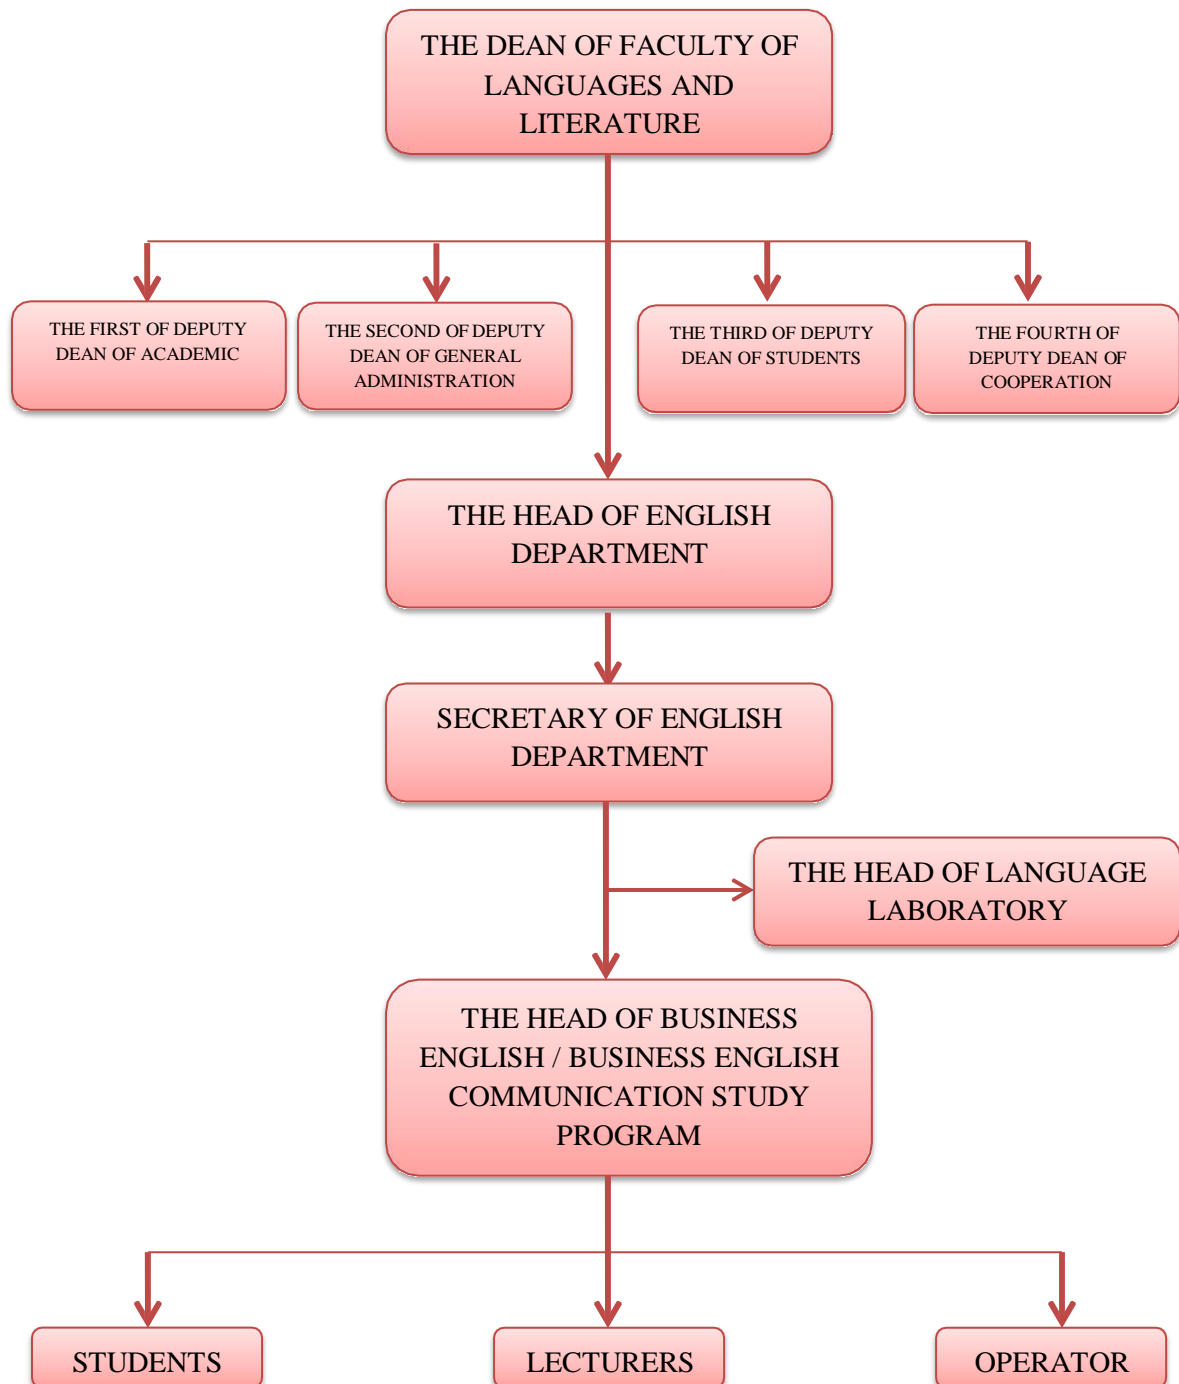 THE DEAN OF FACULTY OF
LANGUAGES AND
LITERATURE
THE FIRST OF DEPUTY
DEAN OF ACADEMIC
THE SECOND OF DEPUTY
DEAN OF GENERAL
ADMINISTRATION
THE THIRD OF DEPUTY
DEAN OF STUDENTS
THE FOURTH OF
DEPUTY DEAN OF
COOPERATION
THE HEAD OF ENGLISH
DEPARTMENT
SECRETARY OF ENGLISH
DEPARTMENT
THE HEAD OF LANGUAGE
LABORATORY
THE HEAD OF BUSINESS
ENGLISH / BUSINESS ENGLISH
COMMUNICATION STUDY
PROGRAM
STUDENTS
LECTURERS
OPERATOR